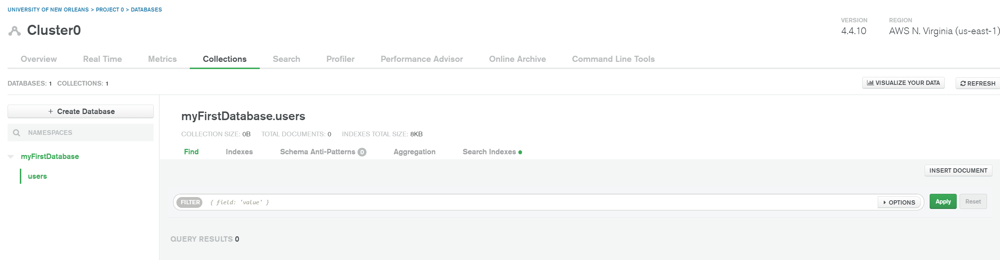 UNIVERSITY OF NEW ORLEANS > PROJECT 0 > DATABASES
Cluster0
VERSION
4.4.10
REGION
AWS N. Virginia (us-east-1)
Overview Real Time Metrics Collections Search Profiler Performance Advisor Online Archive Command Line Tools
DATABASES: 1 COLLECTIONS: 1
VISUALIZE YOUR DATA REFRESH
+ Create Database
NAMESPACES
myFirstDatabase
users
myFirstDatabase.users
COLLECTION SIZE: 0B TOTAL DOCUMENTS: 0 INDEXES TOTAL SIZE: 8KB
Find Indexes Schema Anti-Patterns 0 Aggregation Search Indexes
INSERT DOCUMENT
FILTER { field: 'value' } OPTIONS Apply Reset
QUERY RESULTS 0